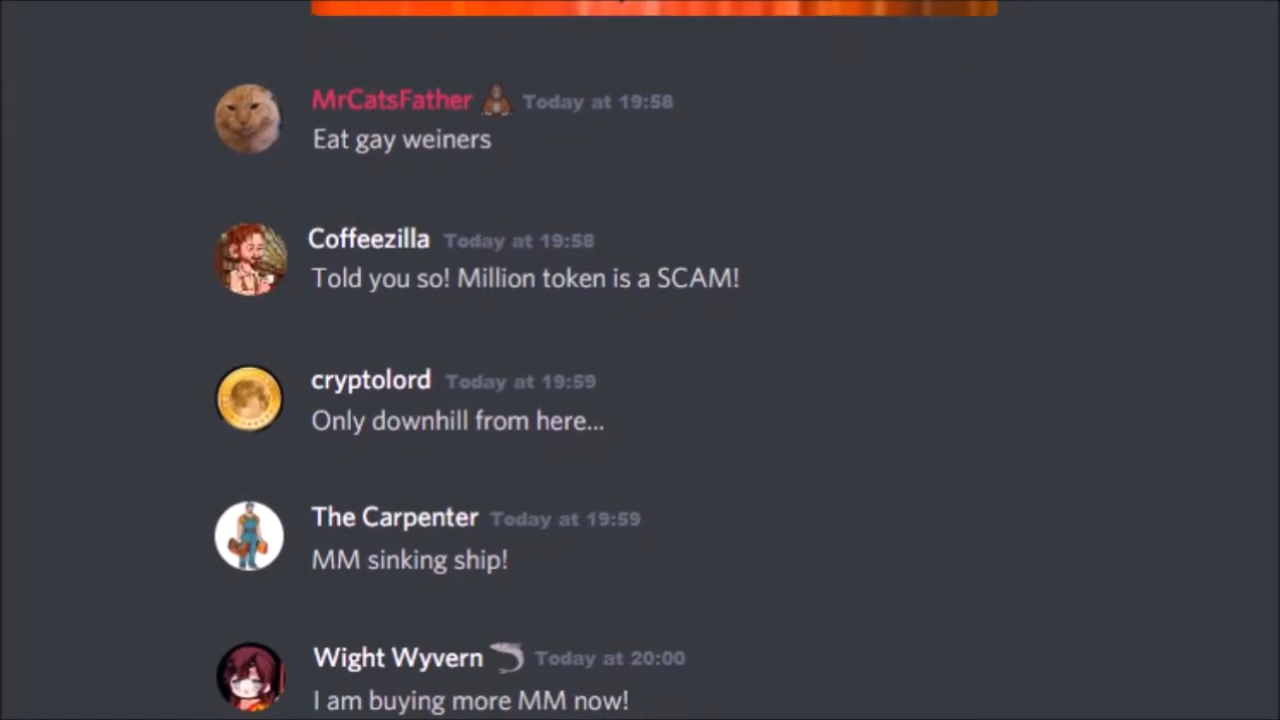 MrCatsFather Today at 19:58
Eat gay weiners
Coffeezilla Today at 19:58
Told you so! Million token is a SCAM!
cryptolord Today at 19:59
Only downhill from here...
The Carpenter Today at 19:59
MM sinking ship!
Wight Wyvern Today at 20:00
I am buying more MM now!